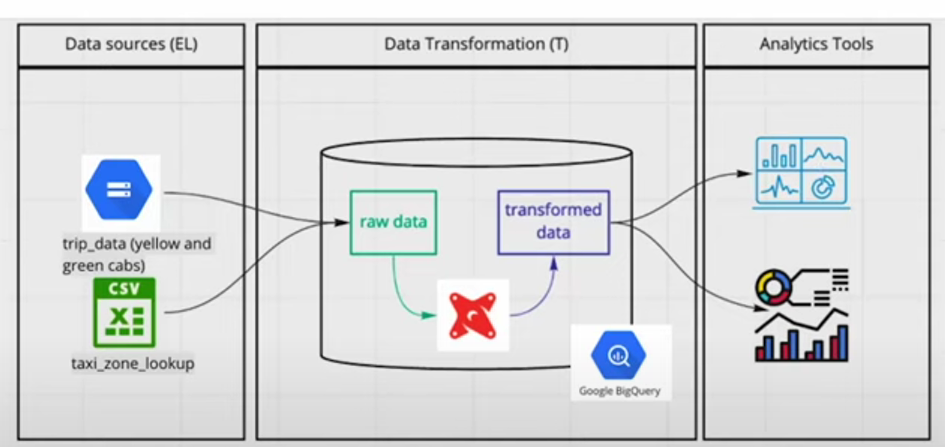 Data sources (EL)
Data Transformation (T)
Analytics Tools
trip_data (yellow and
green cabs)
CSV
X
taxi_zone_lookup
raw data
transformed
data
Google BigQuery